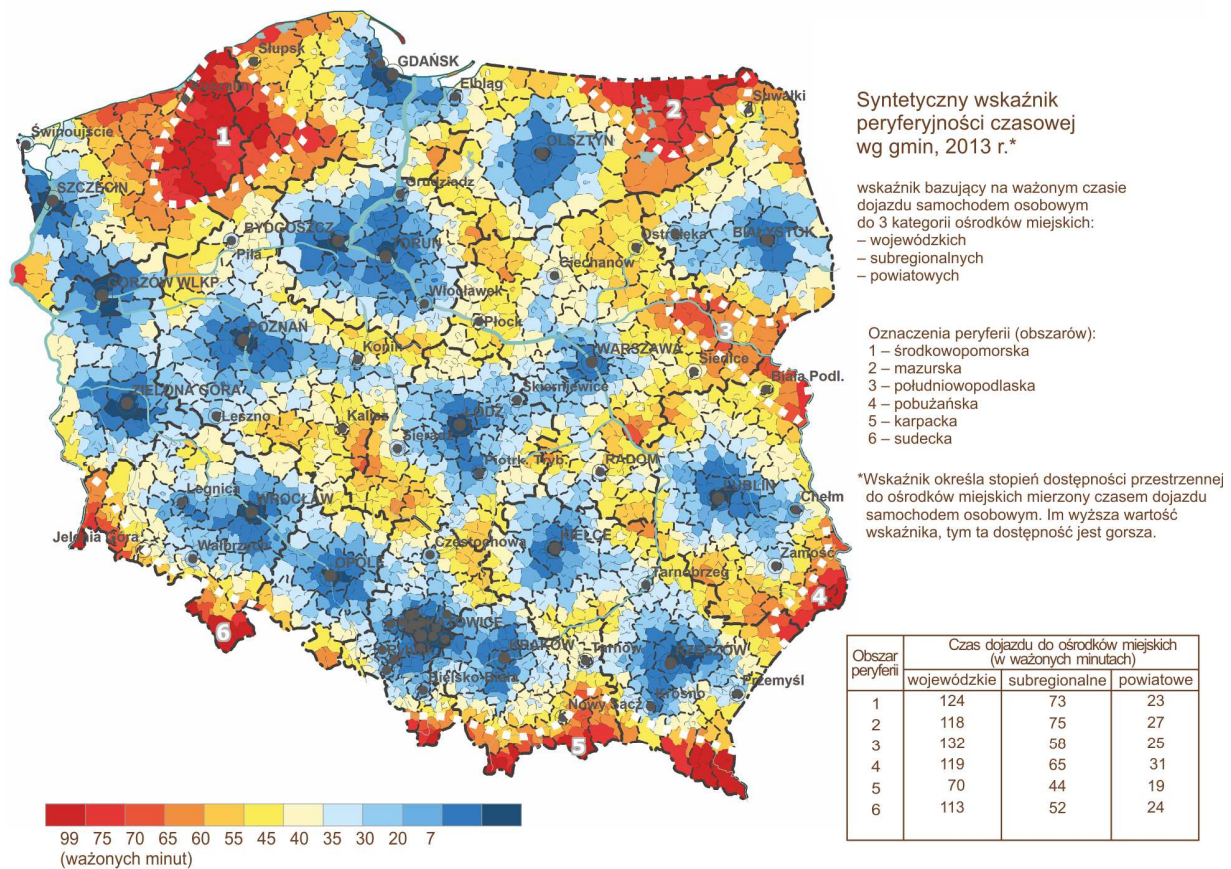 Słupsk
GDAŃSK
Elbląg
Suwałki
1
2
Świnoujście
OLSZTYN
SZCZECIN
Grudziądz
BYDGOSZCZ
Piła
TORUŃ
Ostrołęka
BIAŁYSTOK
Ciechanów
GORZÓW WLKP.
Włocławek
Płock
POZNAŃ
3
Konin
WARSZAWA
Siedlce
Biała Podl.
ZIELONA GÓRA
Skierniewice
Leszno
Kalisz
ŁÓDŹ
Sieradz
Piotrk. Tryb.
RADOM
Legnica
WROCŁAW
LUBLIN
Chełm
Jelenia Góra
Wałbrzych
Częstochowa
KIELCE
Zamość
OPOLE
Tarnobrzeg
4
6
KATOWICE
KRAKÓW
Tarnów
RZESZÓW
Bielsko-Biała
Krosno
Przemyśl
Nowy Sącz
5
99 75 70 65 60 55 45 40 35 30 20 7
(ważonych minut)
Syntetyczny wskaźnik
peryferyjności czasowej
wg gmin, 2013 r.*
wskaźnik bazujący na ważonym czasie
dojazdu samochodem osobowym
do 3 kategorii ośrodków miejskich:
– wojewódzkich
– subregionalnych
– powiatowych
Oznaczenia peryferii (obszarów):
1 – środkowopomorska
2 – mazurska
3 – południowopodlaska
4 – pobużańska
5 – karpacka
6 – sudecka
*Wskaźnik określa stopień dostępności przestrzennej
do ośrodków miejskich mierzony czasem dojazdu
samochodem osobowym. Im wyższa wartość
wskaźnika, tym ta dostępność jest gorsza.
Obszar peryferii
Czas dojazdu do ośrodków miejskich
(w ważonych minutach)
wojewódzkie subregionalne powiatowe
1 124 73 23
2 118 75 27
3 132 58 25
4 119 65 31
5 70 44 19
6 113 52 24